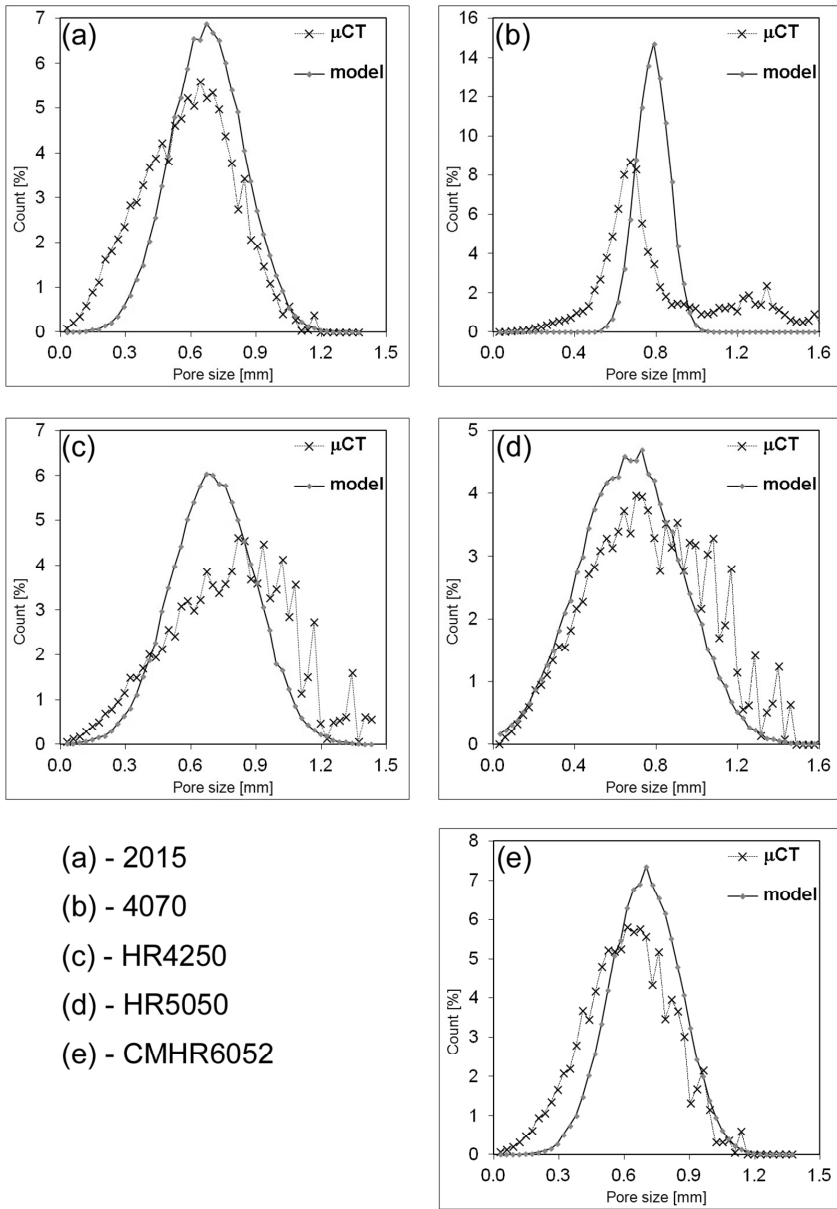 (a)
µCT
model
7
6
5
4
3
2
1
0
Count [%]
0.0 0.3 0.6 0.9 1.2 1.5
Pore size [mm]
(b)
µCT
model
16
14
12
10
8
6
4
2
0
Count [%]
0.0 0.4 0.8 1.2 1.6
Pore size [mm]
(c)
µCT
model
7
6
5
4
3
2
1
0
Count [%]
0.0 0.3 0.6 0.9 1.2 1.5
Pore size [mm]
(d)
µCT
model
5
4
3
2
1
0
Count [%]
0.0 0.4 0.8 1.2 1.6
Pore size [mm]
(a) - 2015
(b) - 4070
(c) - HR4250
(d) - HR5050
(e) - CMHR6052
(e)
µCT
model
8
7
6
5
4
3
2
1
0
Count [%]
0.0 0.3 0.6 0.9 1.2 1.5
Pore size [mm]